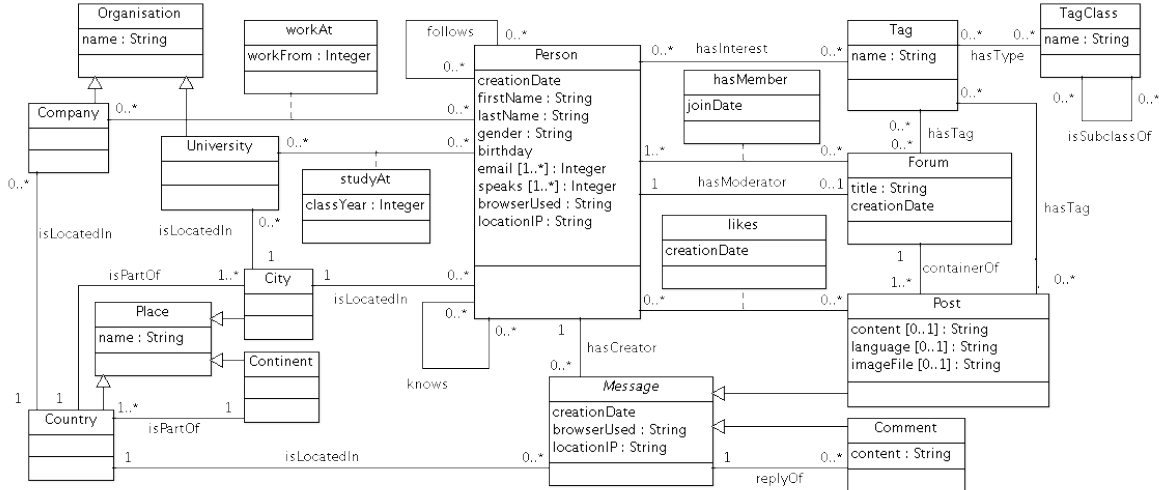 Organisation
name : String
workAt
workFrom : Integer
follows
0..*
0..*
Person
creationDate
firstName : String
lastName : String
gender : String
birthday
email [1..*] : Integer
speaks [1..*] : Integer
browserUsed : String
locationIP : String
0..*
hasInterest
0..*
Tag
name : String
0..*
0..*
hasType
TagClass
name : String
0..*
0..*
isSubclassOf
hasMember
joinDate
0..*
0..*
hasTag
0..*
Company
0..*
0..*
University
0..*
0..*
studyAt
classYear : Integer
1..*
0..*
1
hasModerator
0..1
Forum
title : String
creationDate
hasTag
0..*
0..*
isLocatedIn
isLocatedIn
0..*
1
likes
creationDate
1
containerOf
1..*
isPartOf
1..*
City
1
isLocatedIn
0..*
Place
name : String
Continent
0..*
0..*
knows
0..*
0..*
Post
content [0..1] : String
language [0..1] : String
imageFile [0..1] : String
1
hasCreator
0..*
Message
creationDate
browserUsed : String
locationIP : String
1
1
Country
1..*
1
isPartOf
1
isLocatedIn
0..*
Comment
content : String
1
0..*
replyOf